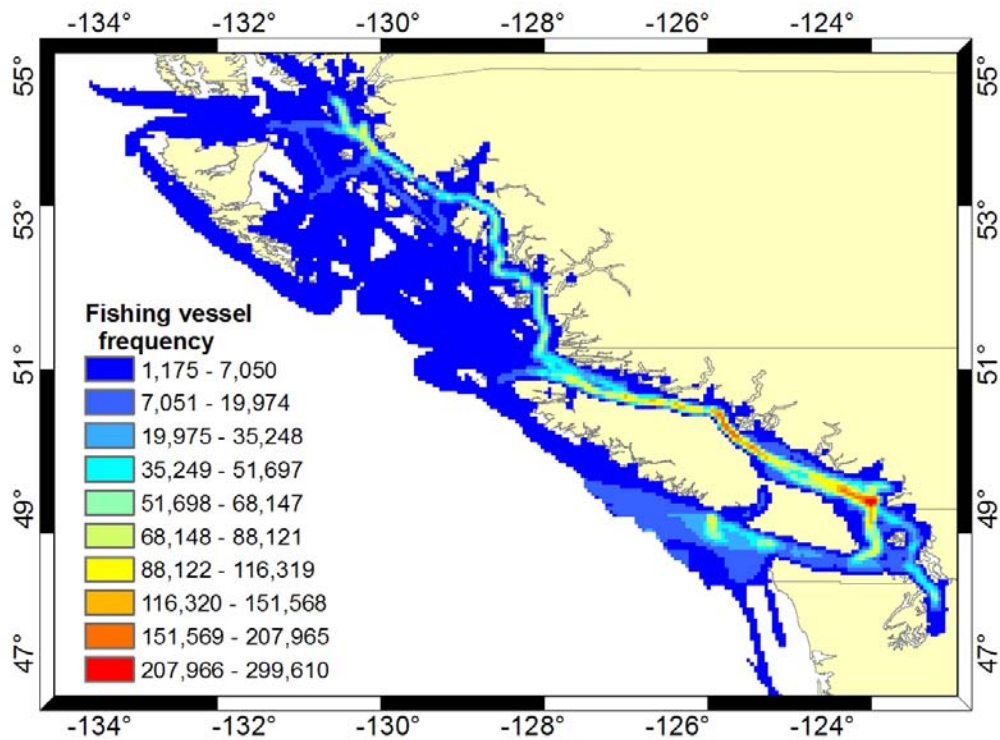 -134° -132° -130° -128° -126° -124°
55° 55°
53° 53°
51° 51°
49° 49°
47° 47°
Fishing vessel
frequency
1,175 - 7,050
7,051 - 19,974
19,975 - 35,248
35,249 - 51,697
51,698 - 68,147
68,148 - 88,121
88,122 - 116,319
116,320 - 151,568
151,569 - 207,965
207,966 - 299,610
-134° -132° -130° -128° -126° -124°